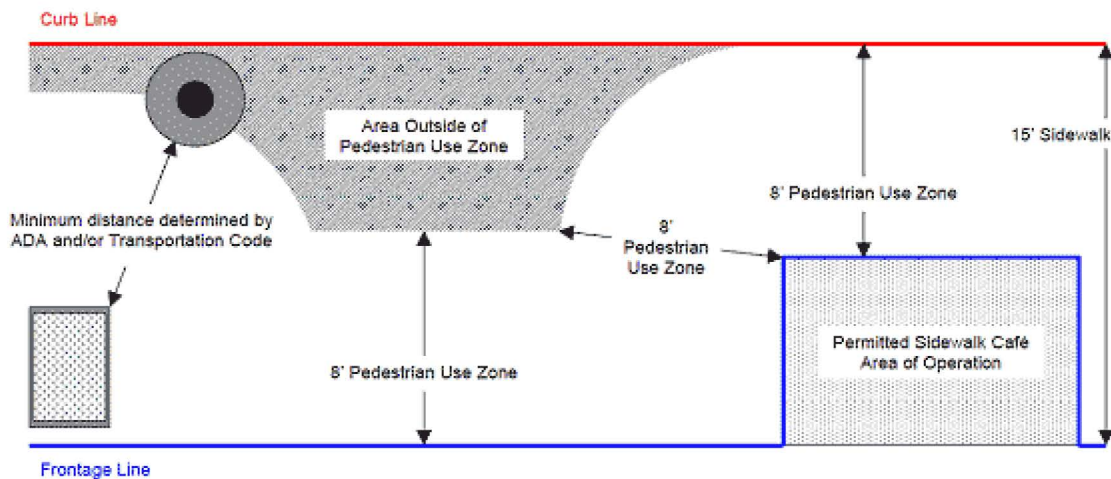 Curb Line
Area Outside of
Pedestrian Use Zone
15' Sidewalk
8' Pedestrian Use Zone
Minimum distance determined by
ADA and/or Transportation Code
8'
Pedestrian
Use Zone
8' Pedestrian Use Zone
Permitted Sidewalk Café
Area of Operation
Frontage Line